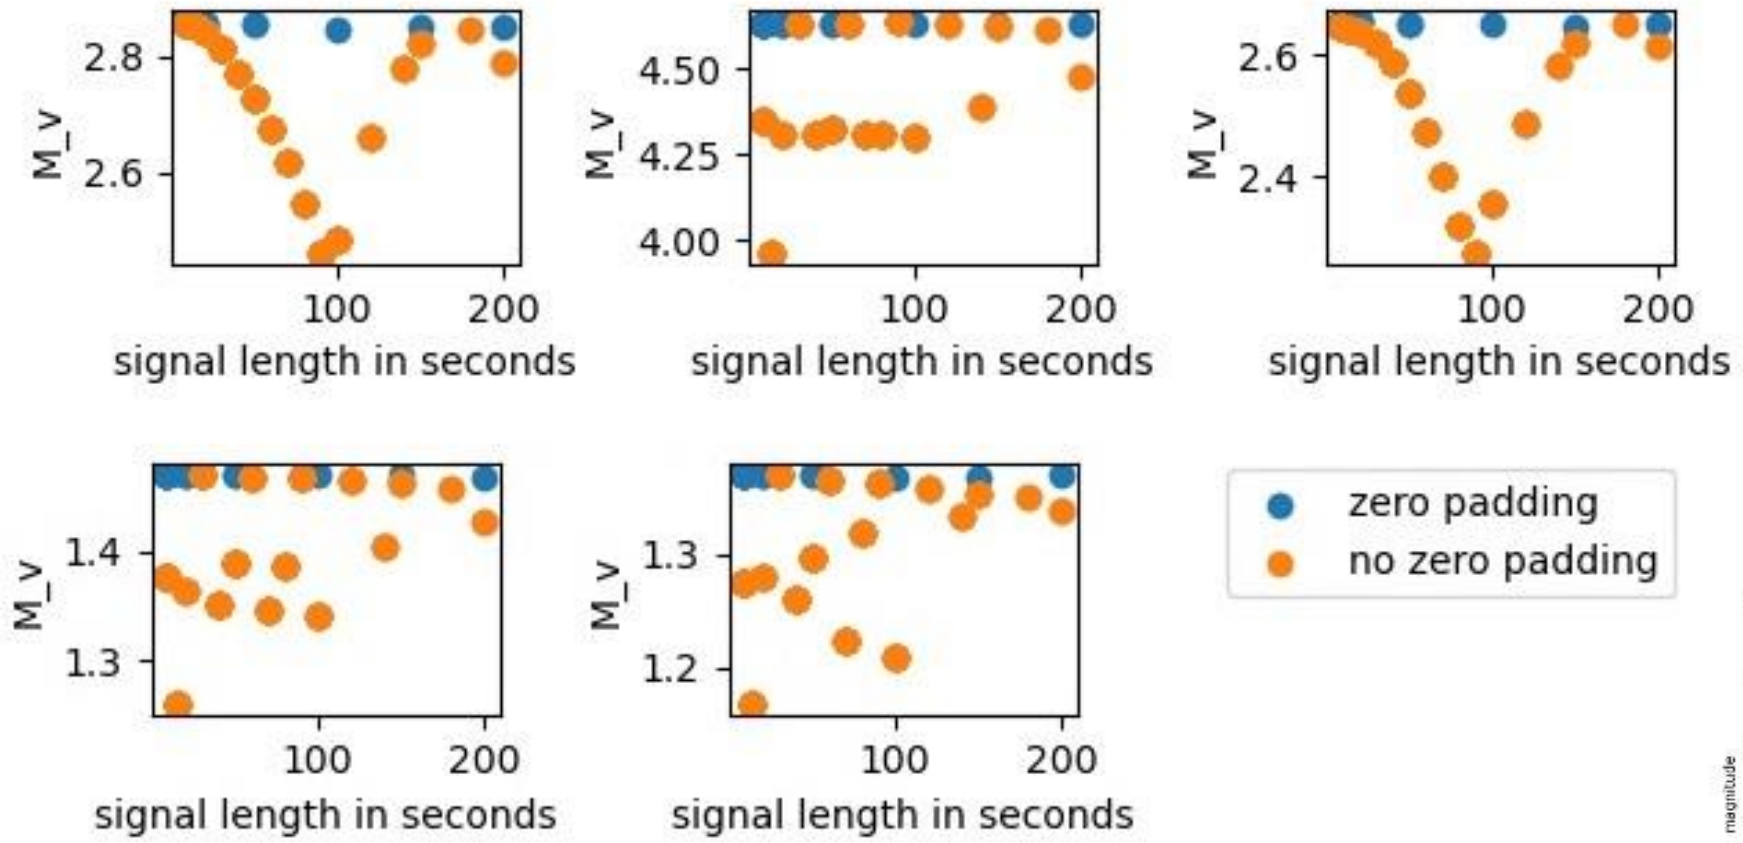 M_v
2.8
2.6
100 200
signal length in seconds
M_v
4.50
4.25
4.00
100 200
signal length in seconds
M_v
2.6
2.4
100 200
signal length in seconds
M_v
1.4
1.3
100 200
signal length in seconds
M_v
1.3
1.2
100 200
signal length in seconds
zero padding
no zero padding
magnitude